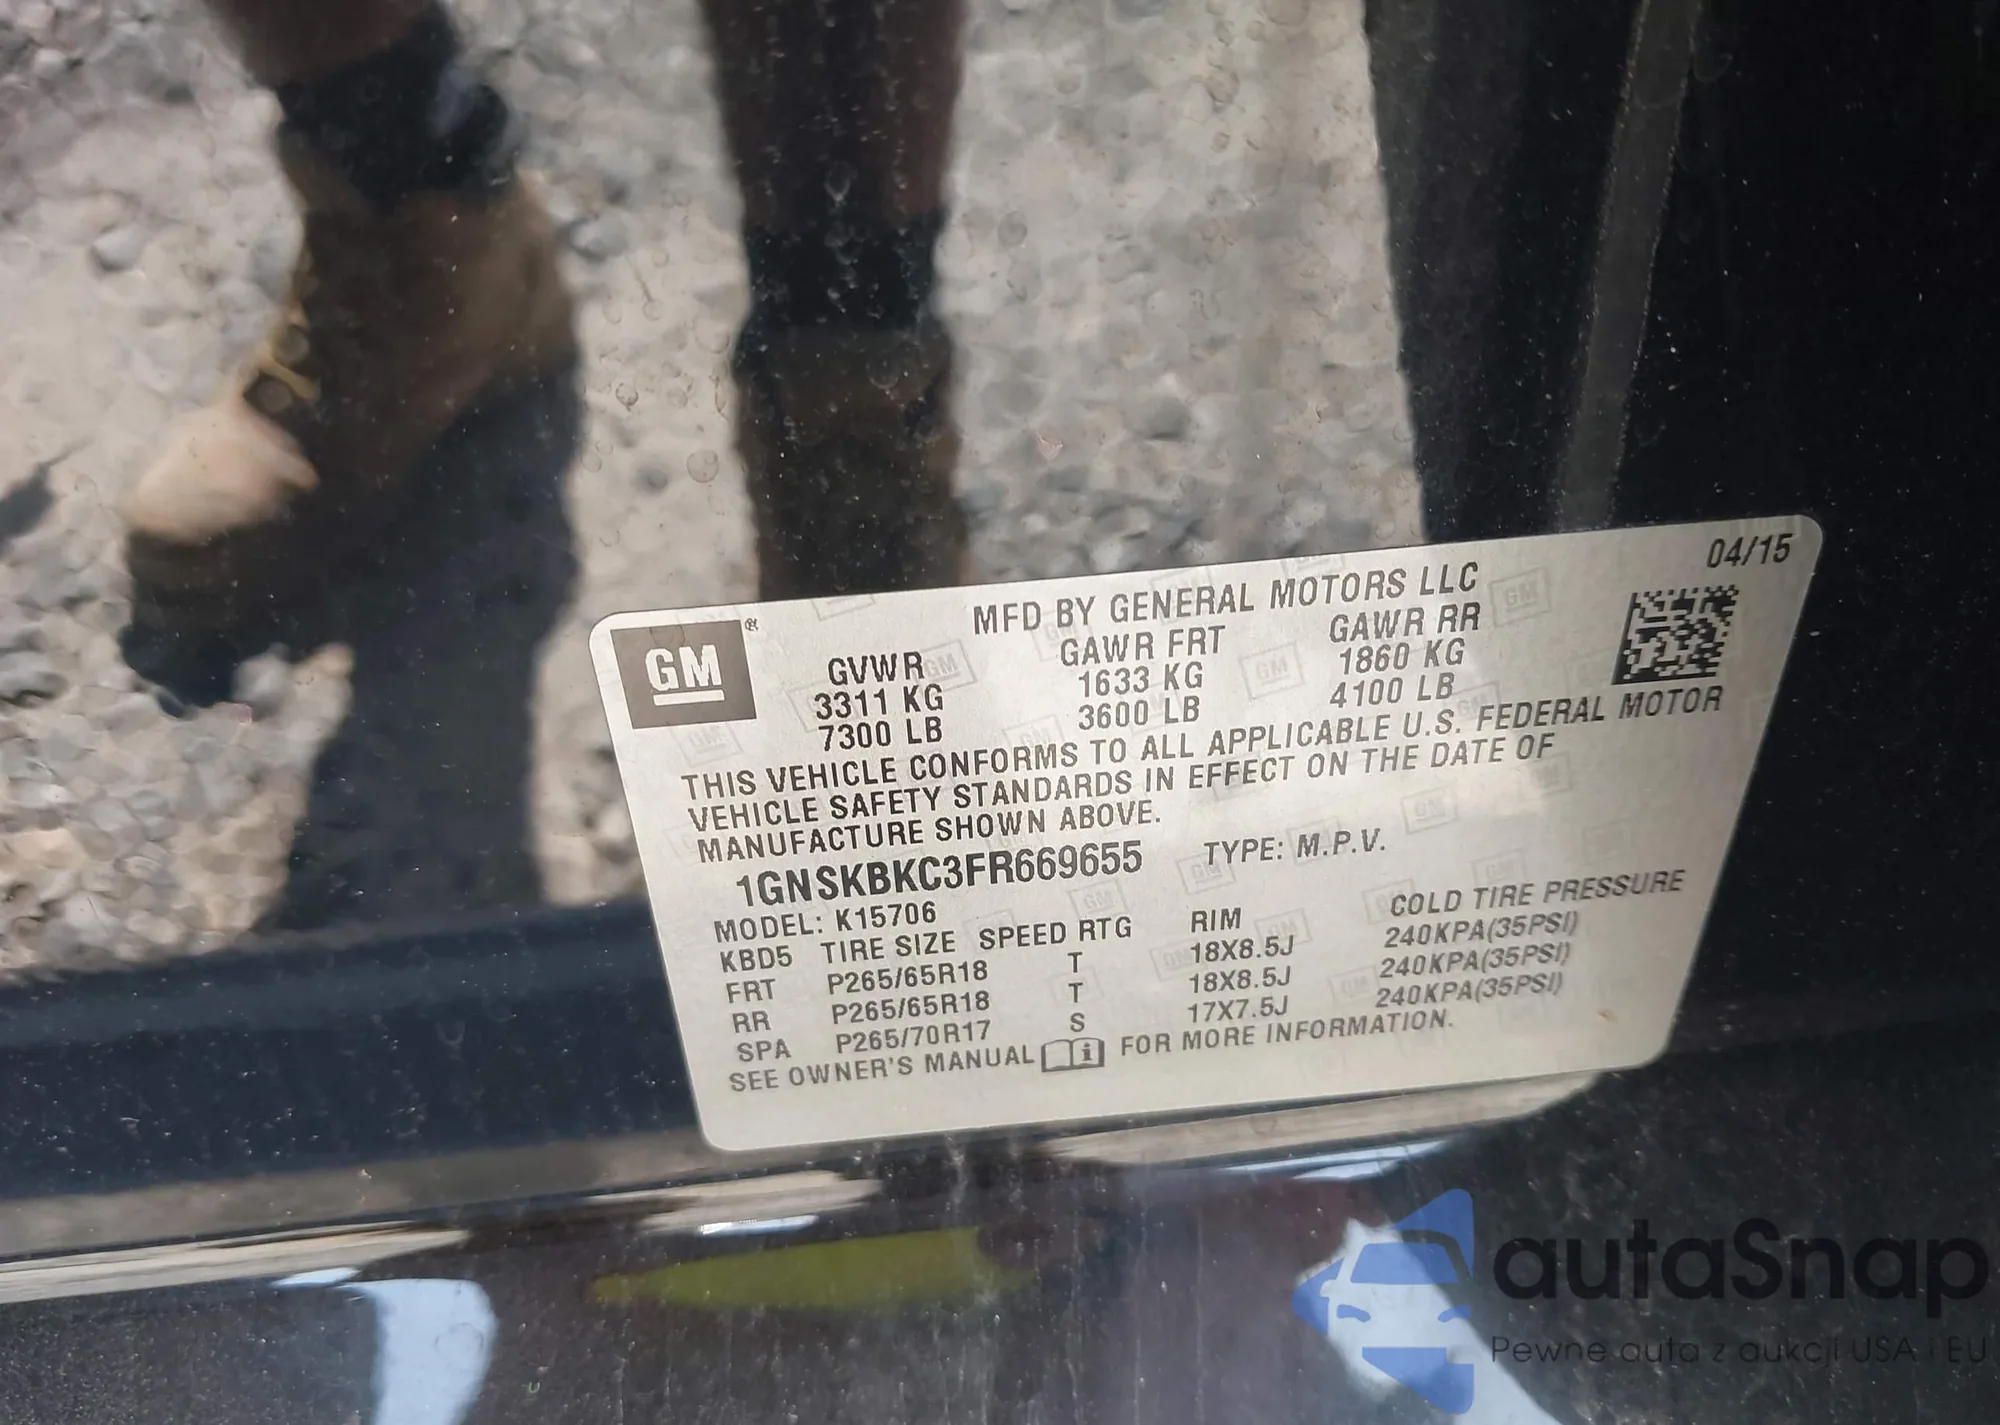 04/15
MFD BY GENERAL MOTORS LLC
GM
GVWR GAWR FRT GAWR RR
3311 KG 1633 KG 1860 KG
7300 LB 3600 LB 4100 LB
THIS VEHICLE CONFORMS TO ALL APPLICABLE U.S. FEDERAL MOTOR
VEHICLE SAFETY STANDARDS IN EFFECT ON THE DATE OF
MANUFACTURE SHOWN ABOVE.
1GNSKBKC3FR669655 TYPE: M.P.V.
MODEL: K15706
KBD5 TIRE SIZE SPEED RTG RIM COLD TIRE PRESSURE
FRT P265/65R18 T 18X8.5J 240KPA(35PSI)
RR P265/65R18 T 18X8.5J 240KPA(35PSI)
SPA P265/70R17 S 17X7.5J 240KPA(35PSI)
SEE OWNER'S MANUAL FOR MORE INFORMATION.
autaSnap
Pewne auta z aukcji USA i EU